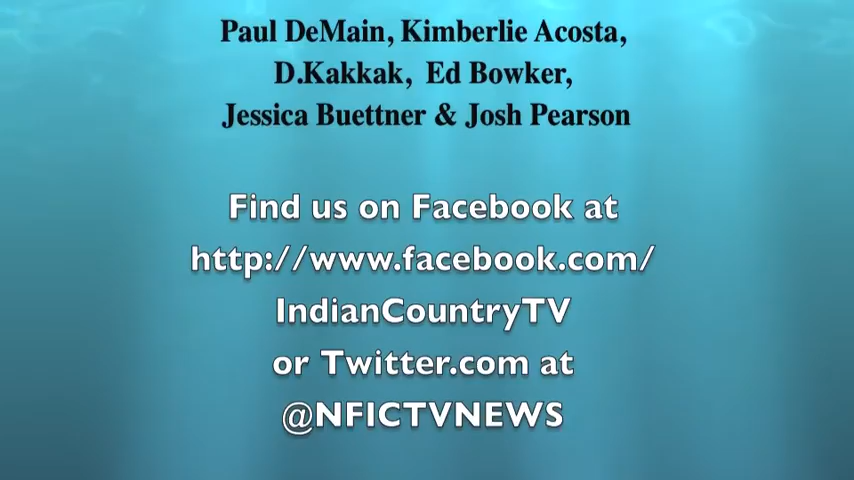 Paul DeMain, Kimberlie Acosta,
D.Kakkak, Ed Bowker,
Jessica Buettner & Josh Pearson
Find us on Facebook at
http://www.facebook.com/
IndianCountryTV
or Twitter.com at
@NFICTVNEWS